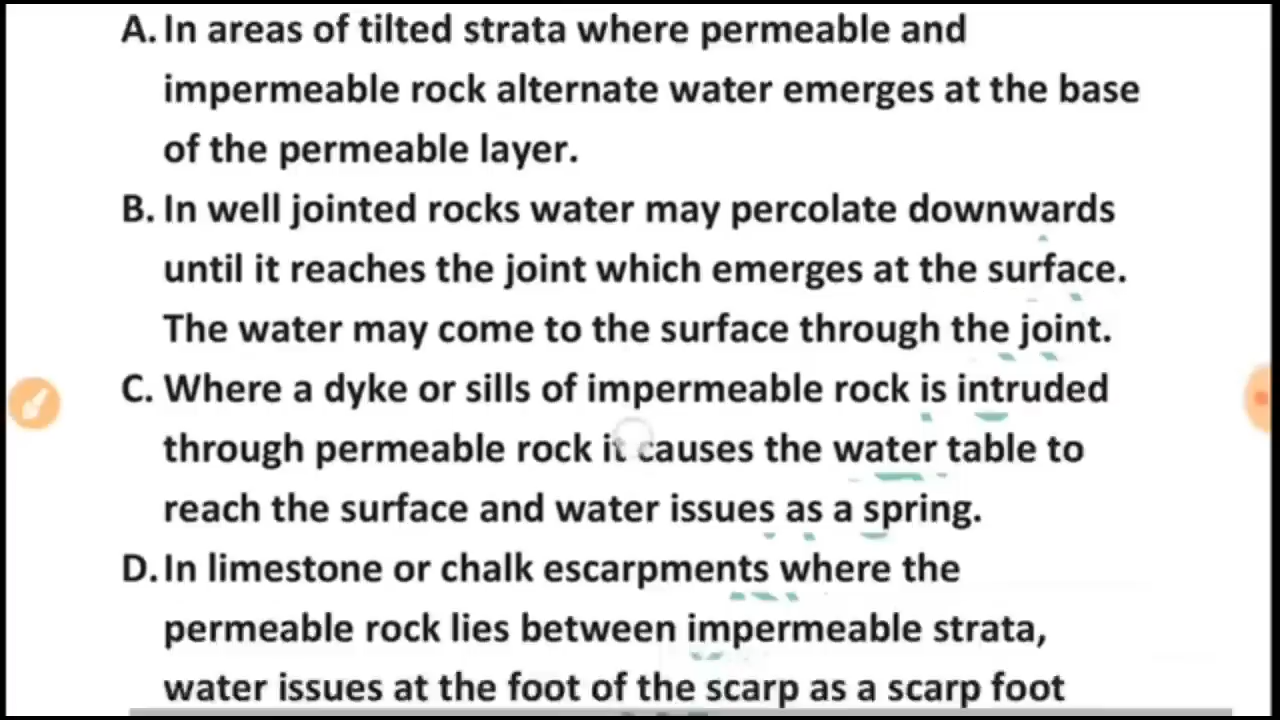 A. In areas of tilted strata where permeable and
impermeable rock alternate water emerges at the base
of the permeable layer.
B. In well jointed rocks water may percolate downwards
until it reaches the joint which emerges at the surface.
The water may come to the surface through the joint.
C. Where a dyke or sills of impermeable rock is intruded
through permeable rock it causes the water table to
reach the surface and water issues as a spring.
D. In limestone or chalk escarpments where the
permeable rock lies between impermeable strata,
water issues at the foot of the scarp as a scarp foot